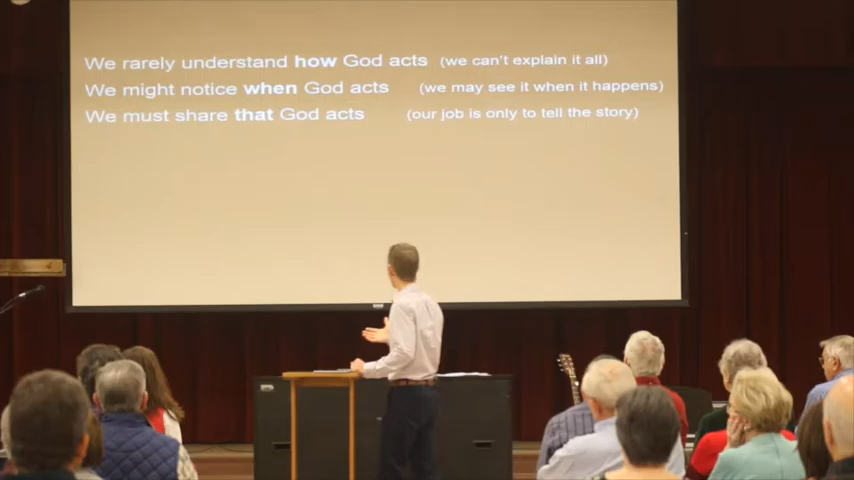 We rarely understand how God acts (we can't explain it all)
We might notice when God acts (we may see it when it happens)
We must share that God acts (our job is only to tell the story)